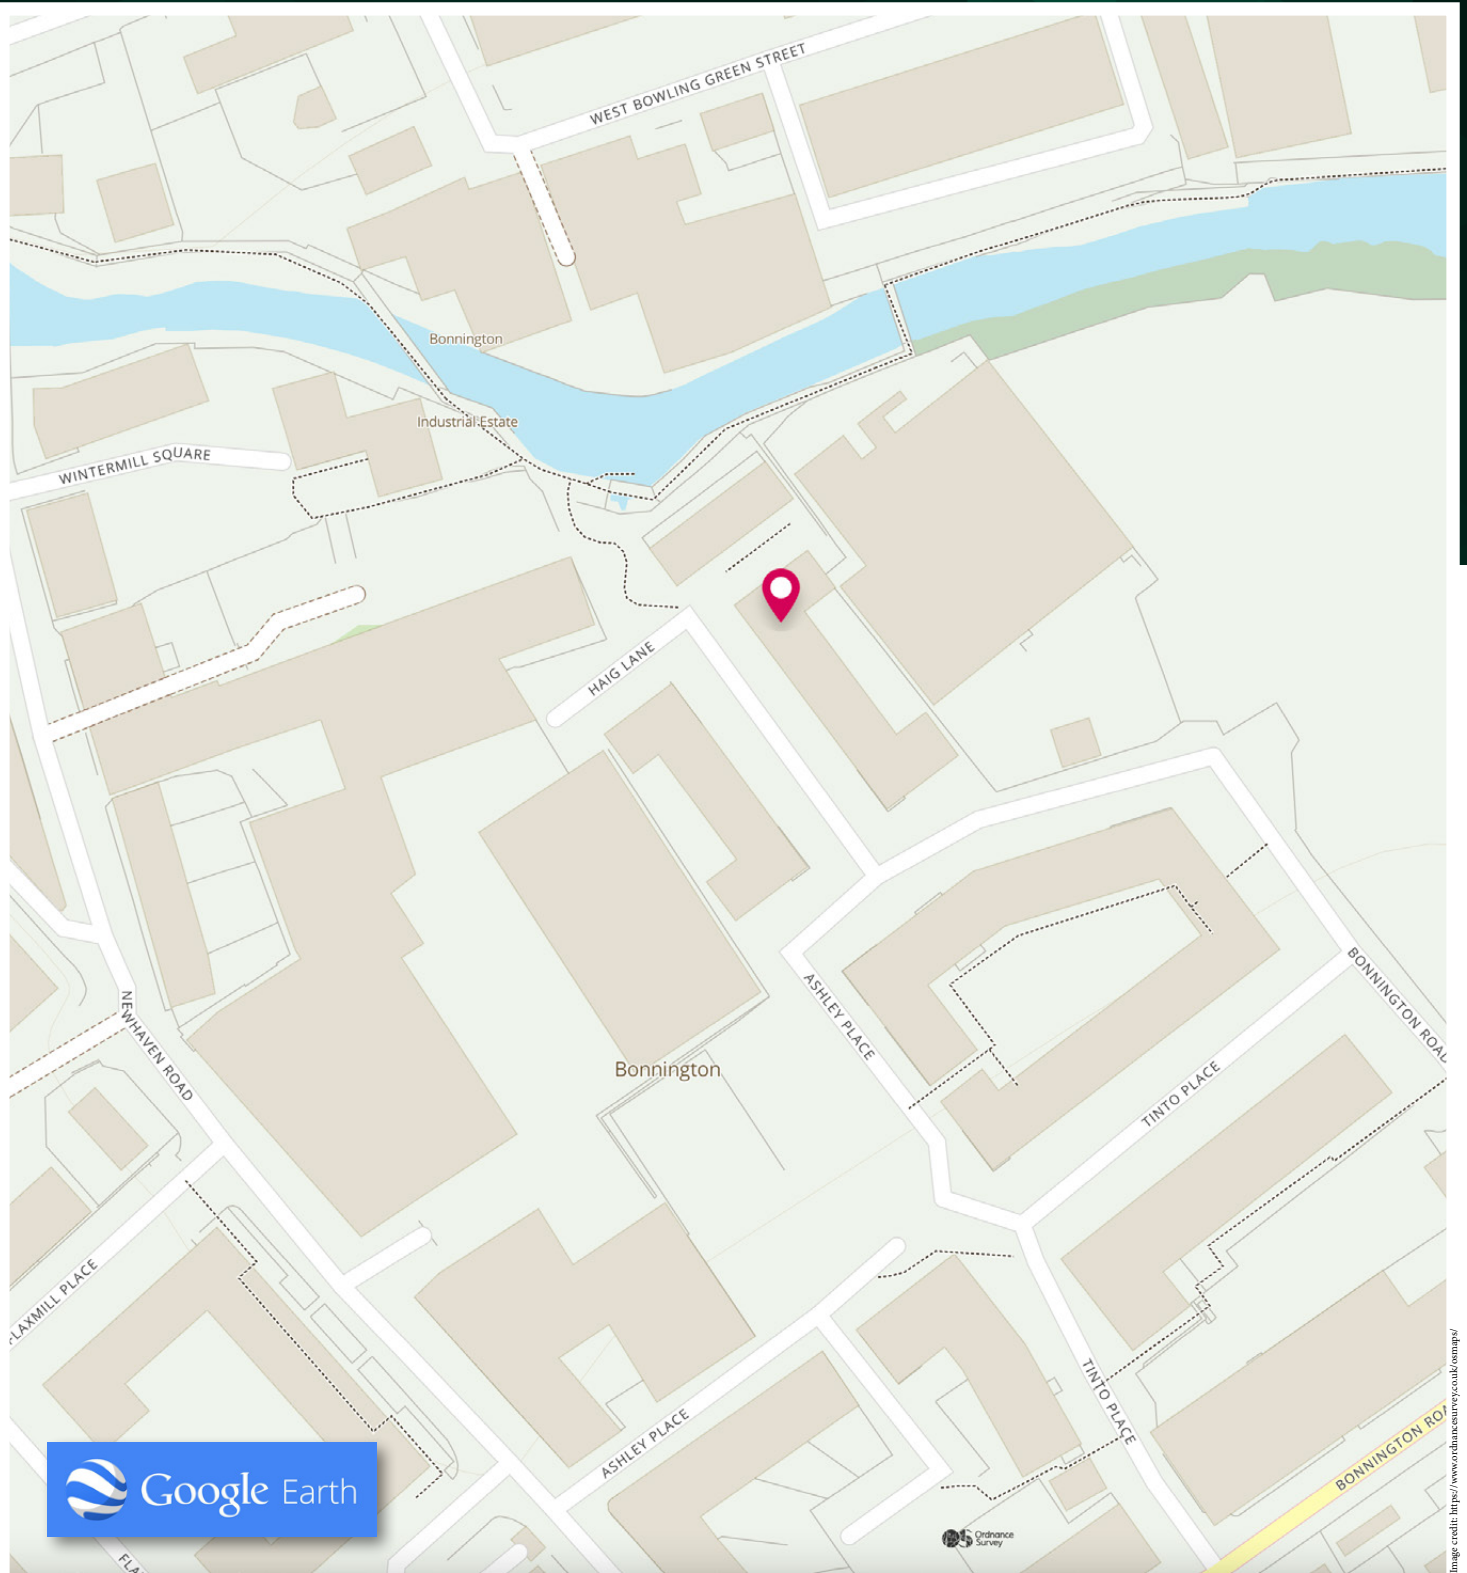 WEST BOWLING GREEN STREET
Bonnington
Industrial Estate
WINTERMILL SQUARE
HAIG LANE
NEWHAVEN ROAD
ASHLEY PLACE
BONNINGTON ROAD
Bonnington
TINTO PLACE
FLAXMILL PLACE
TINTO PLACE
ASHLEY PLACE
BONNINGTON ROA
Google Earth
Ordnance
Survey
FLA
Image credit: https://www.ordnancesurvey.co.uk/osmaps/